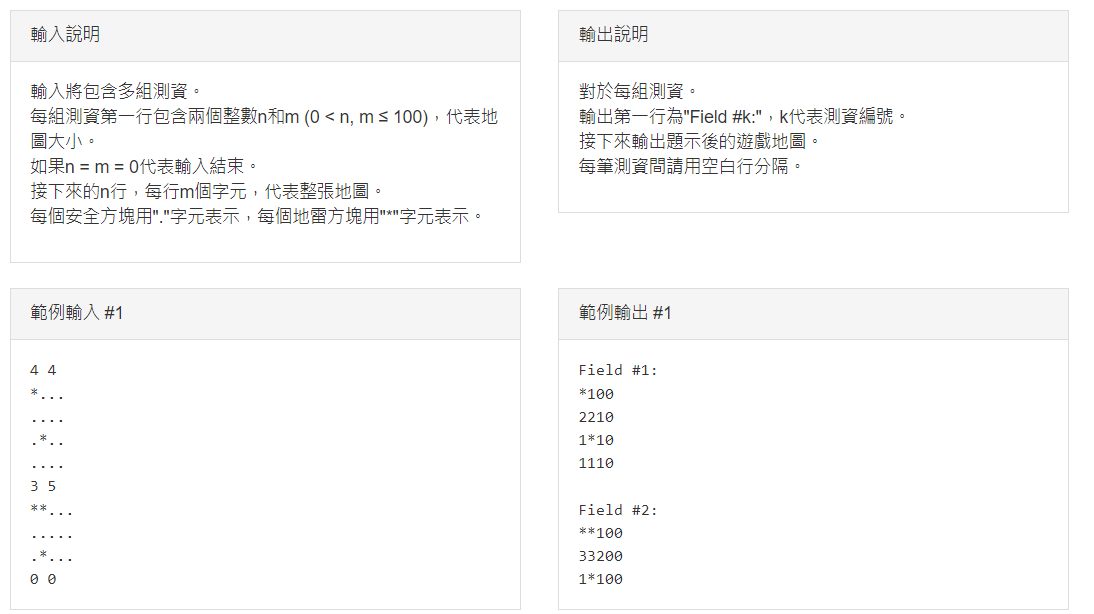 輸入說明
輸入將包含多組測資。
每組測資第一行包含兩個整數n和m (0 < n, m ≤ 100)，代表地
圖大小。
如果n = m = 0代表輸入結束。
接下來的n行，每行m個字元，代表整張地圖。
每個安全方塊用"."字元表示，每個地雷方塊用"*"字元表示。
輸出說明
對於每組測資。
輸出第一行為"Field #k:"，k代表測資編號。
接下來輸出題示後的遊戲地圖。
每筆測資間請用空白行分隔。
範例輸入 #1
4 4
*...
....
.*..
....
3 5
**...
.....
.*...
0 0
範例輸出 #1
Field #1:
*100
2210
1*10
1110

Field #2:
**100
33200
1*100